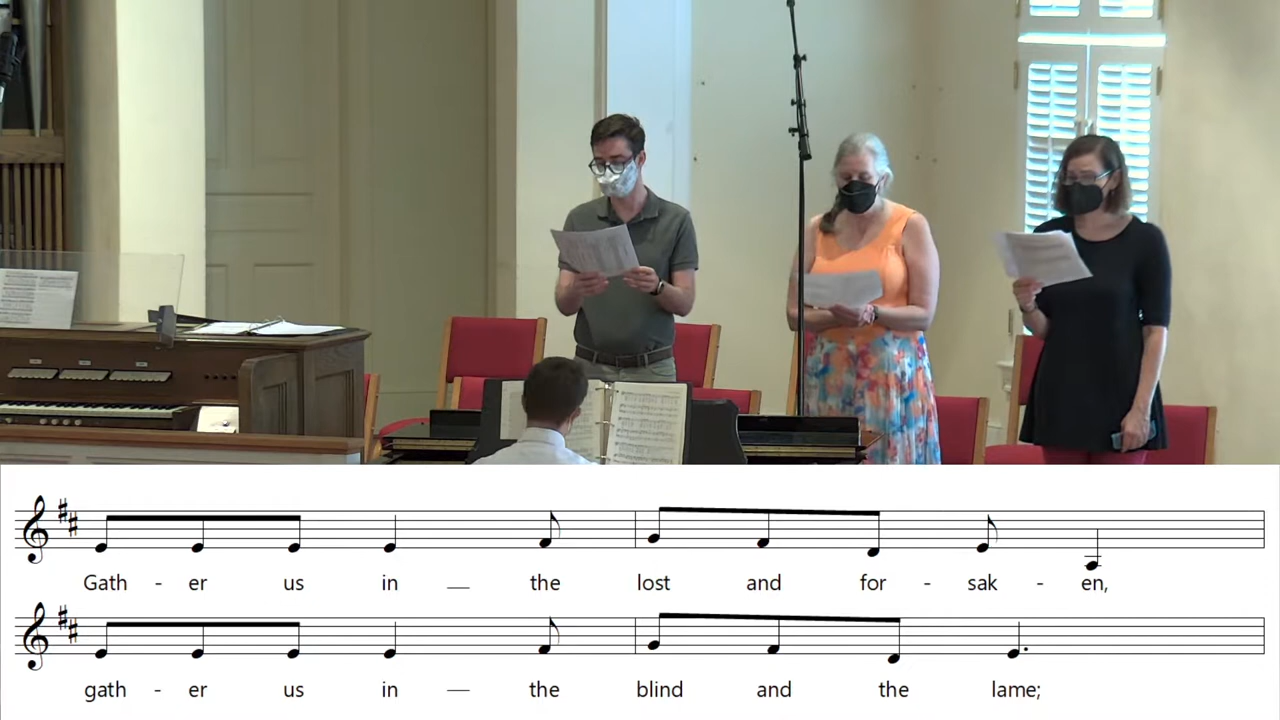 Gath - er us in — the lost and for - sak - en,
gath - er us in — the blind and the lame;